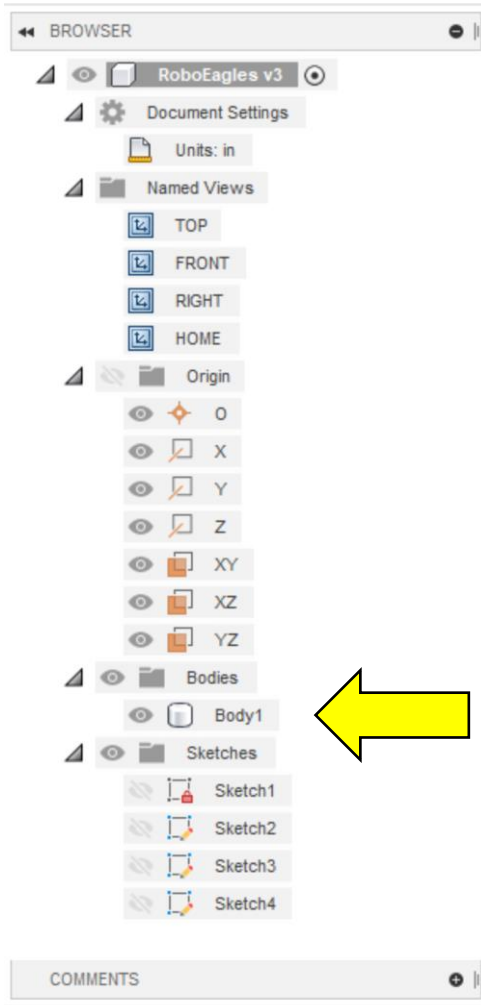 BROWSER
RoboEagles v3
Document Settings
Units: in
Named Views
TOP
FRONT
RIGHT
HOME
Origin
O
X
Y
Z
XY
XZ
YZ
Bodies
Body1
Sketches
Sketch1
Sketch2
Sketch3
Sketch4
COMMENTS